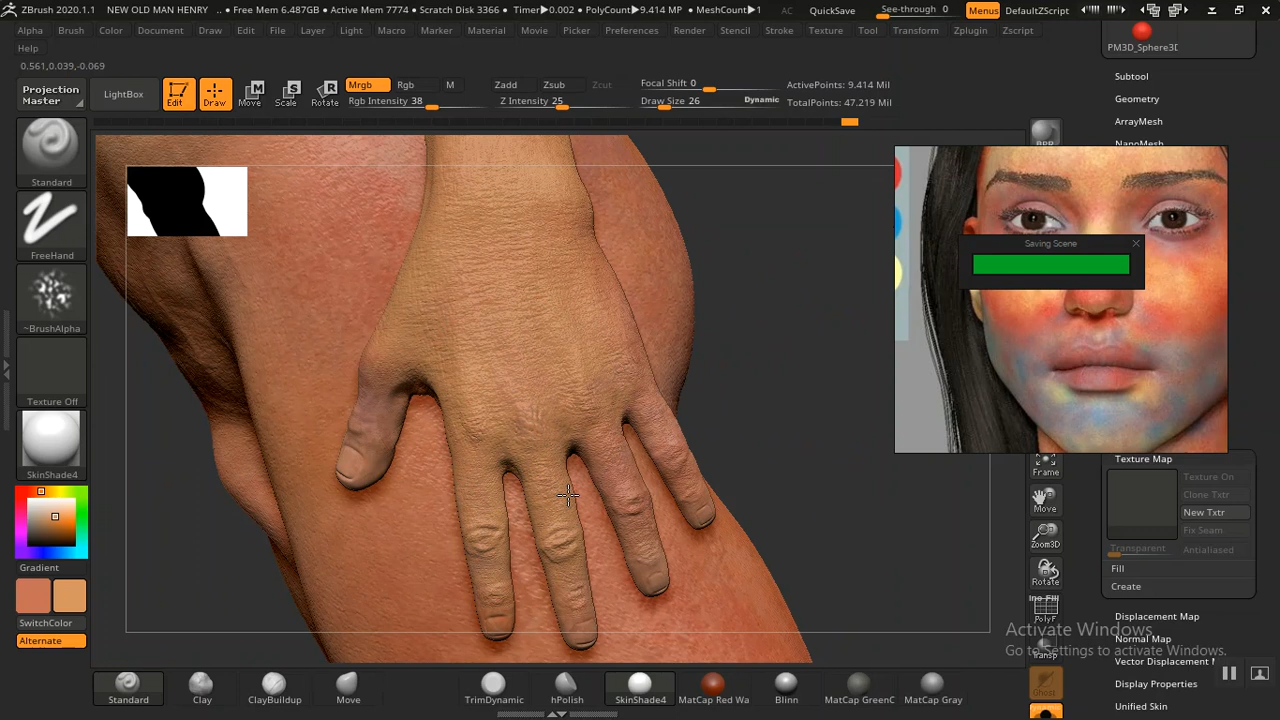 ZBrush 2020.1.1 NEW OLD MAN HENRY .. • Free Mem 6.487GB • Active Mem 7774 • Scratch Disk 3366 • Timer▶0.002 • PolyCount▶9.414 MP • MeshCount▶1 AC QuickSave See-through 0 Menus DefaultZScript
Alpha Brush Color Document Draw Edit File Layer Light Macro Marker Material Movie Picker Preferences Render Stencil Stroke Texture Tool Transform Zplugin Zscript
Help
PM3D_Sphere3D
0.561,0.039,-0.069
Projection Master
LightBox
Edit
Draw
Move
Scale
Rotate
Mrgb Rgb M
Rgb Intensity 38
Zadd Zsub Zcut
Z Intensity 25
Focal Shift 0
Draw Size 26 Dynamic
ActivePoints: 9.414 Mil
TotalPoints: 47.219 Mil
Subtool
Geometry
ArrayMesh
NanoMesh
BPR
Standard
FreeHand
~BrushAlpha
Texture Off
SkinShade4
Gradient
SwitchColor
Alternate
Saving Scene
Frame
Move
Zoom3D
Rotate
PolyF
Transp
Ghost
Texture Map
Texture On
Clone Txtr
New Txtr
Fix Seam
Transparent Antialiased
Fill
Create
Displacement Map
Normal Map
Vector Displacement
Display Properties
Unified Skin
Activate Windows
Go to Settings to activate Windows.
Standard Clay ClayBuildup Move TrimDynamic hPolish SkinShade4 MatCap Red Wa Blinn MatCap GreenC MatCap Gray